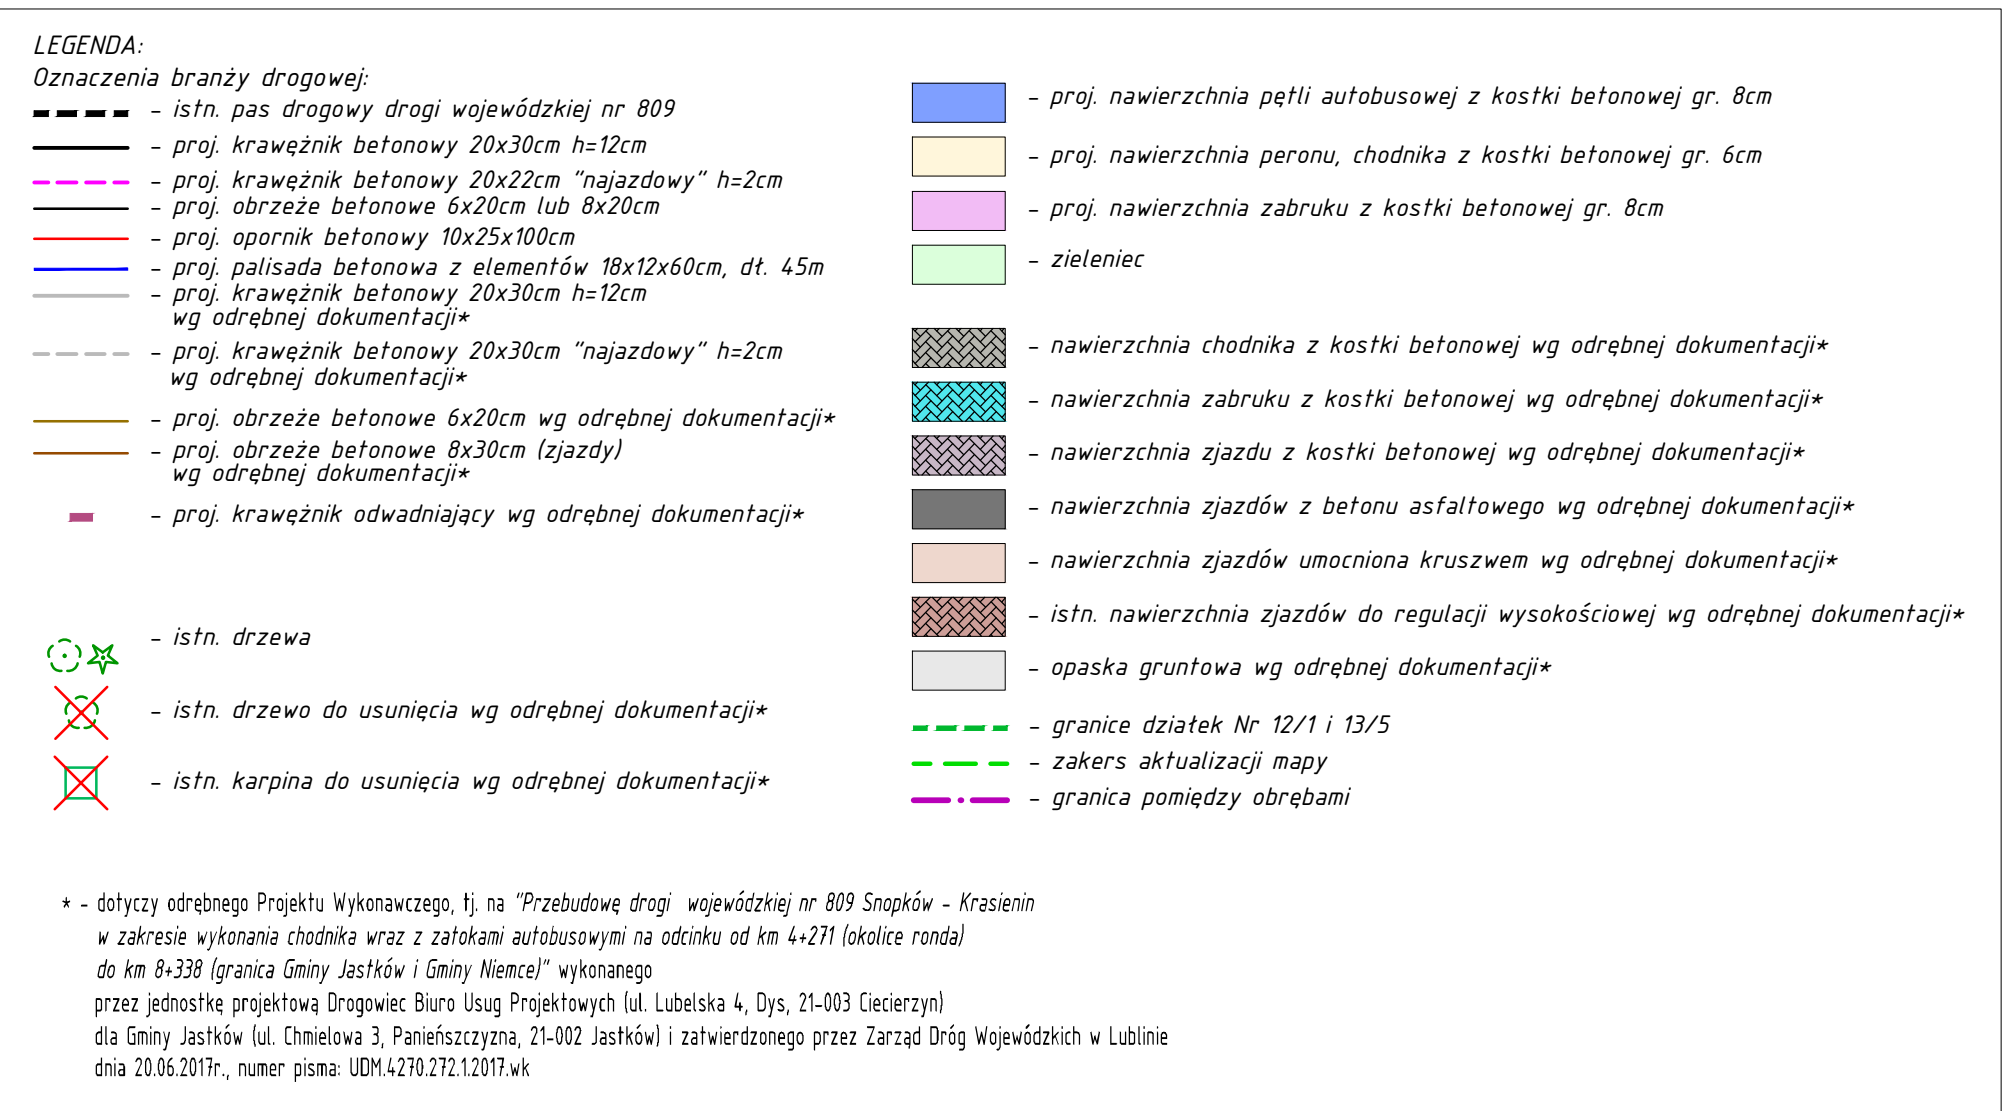 LEGENDA:
Oznaczenia branży drogowej:
- istn. pas drogowy drogi wojewódzkiej nr 809
- proj. krawężnik betonowy 20x30cm h=12cm
- proj. krawężnik betonowy 20x22cm "najazdowy" h=2cm
- proj. obrzeże betonowe 6x20cm lub 8x20cm
- proj. opornik betonowy 10x25x100cm
- proj. palisada betonowa z elementów 18x12x60cm, dł. 45m
- proj. krawężnik betonowy 20x30cm h=12cm
wg odrębnej dokumentacji*
- proj. krawężnik betonowy 20x30cm "najazdowy" h=2cm
wg odrębnej dokumentacji*
- proj. obrzeże betonowe 6x20cm wg odrębnej dokumentacji*
- proj. obrzeże betonowe 8x30cm (zjazdy)
wg odrębnej dokumentacji*
- proj. krawężnik odwadniający wg odrębnej dokumentacji*
- istn. drzewa
- istn. drzewo do usunięcia wg odrębnej dokumentacji*
- istn. karpina do usunięcia wg odrębnej dokumentacji*
- proj. nawierzchnia pętli autobusowej z kostki betonowej gr. 8cm
- proj. nawierzchnia peronu, chodnika z kostki betonowej gr. 6cm
- proj. nawierzchnia zabruku z kostki betonowej gr. 8cm
- zieleniec
- nawierzchnia chodnika z kostki betonowej wg odrębnej dokumentacji*
- nawierzchnia zabruku z kostki betonowej wg odrębnej dokumentacji*
- nawierzchnia zjazdu z kostki betonowej wg odrębnej dokumentacji*
- nawierzchnia zjazdów z betonu asfaltowego wg odrębnej dokumentacji*
- nawierzchnia zjazdów umocniona kruszwem wg odrębnej dokumentacji*
- istn. nawierzchnia zjazdów do regulacji wysokościowej wg odrębnej dokumentacji*
- opaska gruntowa wg odrębnej dokumentacji*
- granice działek Nr 12/1 i 13/5
- zakers aktualizacji mapy
- granica pomiędzy obrębami
* - dotyczy odrębnego Projektu Wykonawczego, tj. na "Przebudowę drogi wojewódzkiej nr 809 Snopków - Krasienin
w zakresie wykonania chodnika wraz z zatokami autobusowymi na odcinku od km 4+271 (okolice ronda)
do km 8+338 (granica Gminy Jastków i Gminy Niemce)" wykonanego
przez jednostkę projektową Drogowiec Biuro Usug Projektowych (ul. Lubelska 4, Dys, 21-003 Ciecierzyn)
dla Gminy Jastków (ul. Chmielowa 3, Panieńszczyzna, 21-002 Jastków) i zatwierdzonego przez Zarząd Dróg Wojewódzkich w Lublinie
dnia 20.06.2017r., numer pisma: UDM.4270.272.1.2017.wk